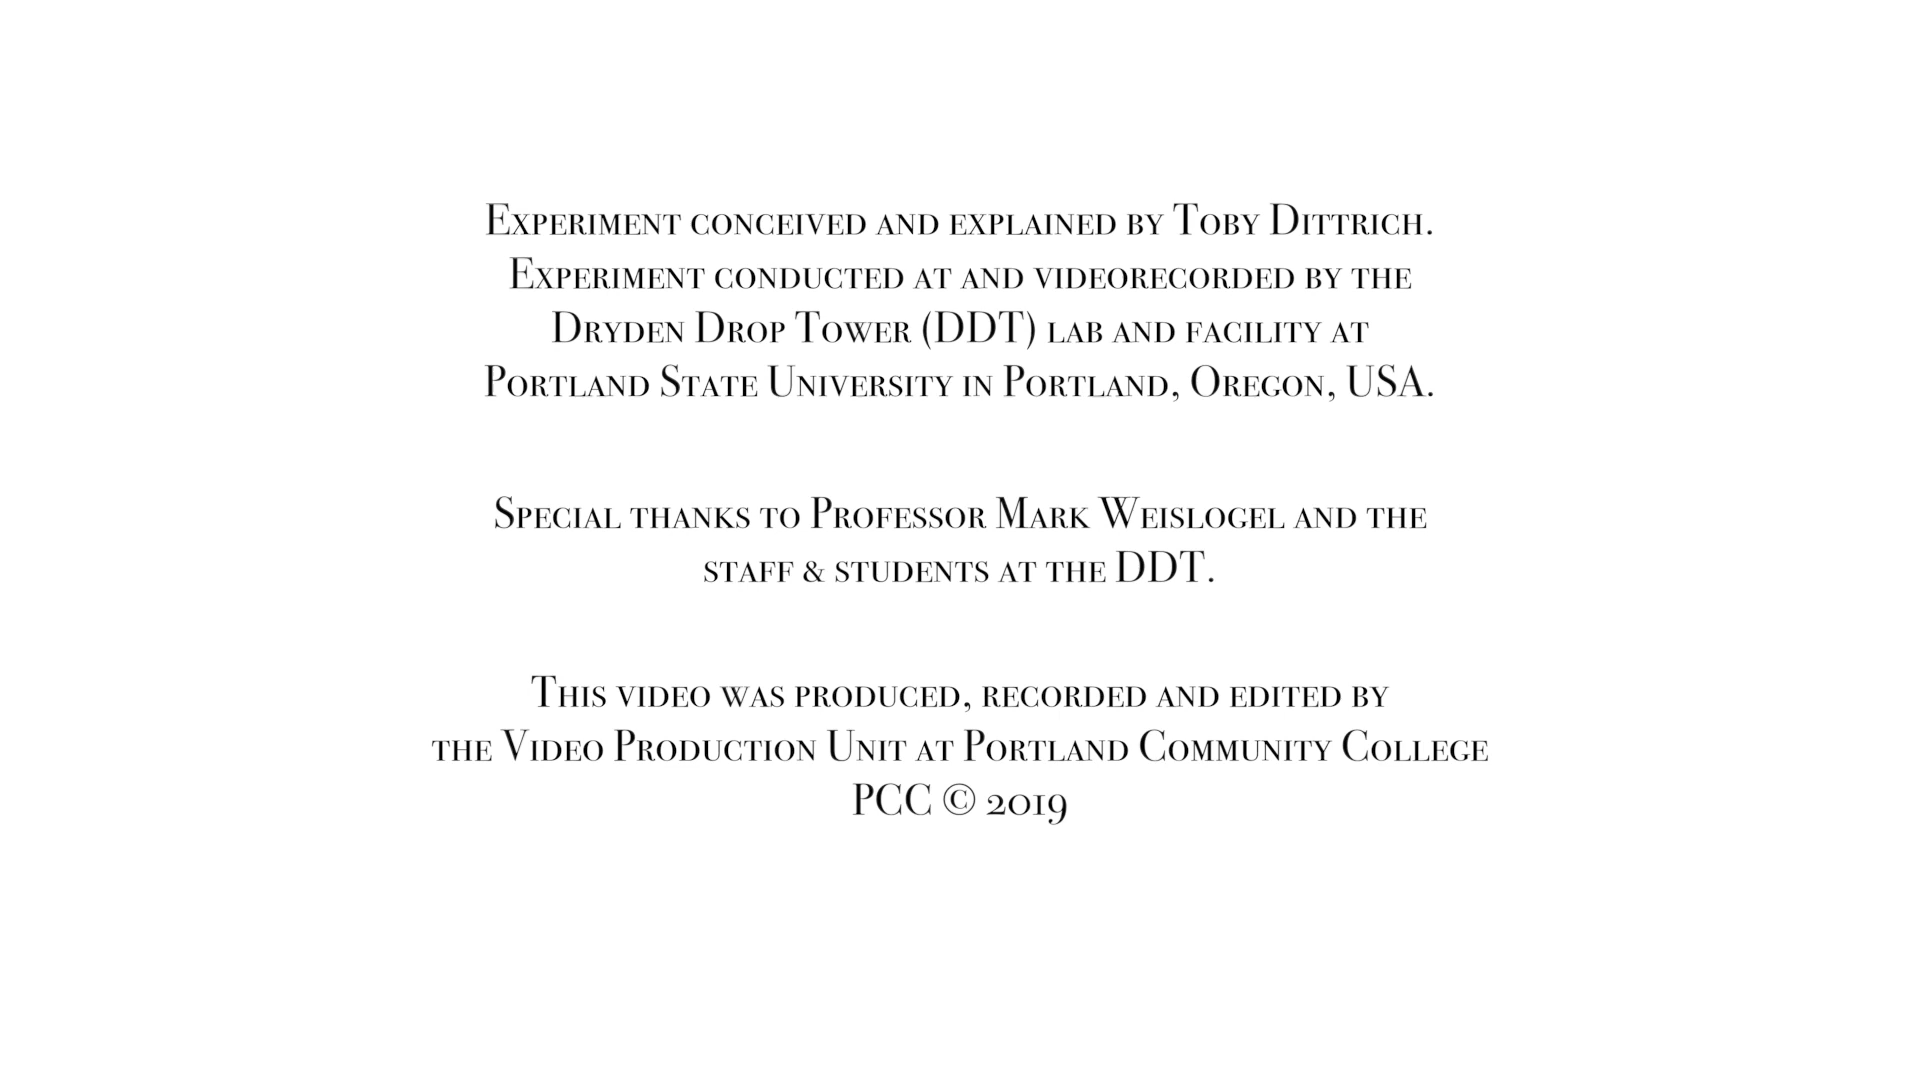 Experiment conceived and explained by Toby Dittrich.
Experiment conducted at and videorecorded by the
Dryden Drop Tower (DDT) lab and facility at
Portland State University in Portland, Oregon, USA.
Special thanks to Professor Mark Weislogel and the
staff & students at the DDT.
This video was produced, recorded and edited by
the Video Production Unit at Portland Community College
PCC © 2019